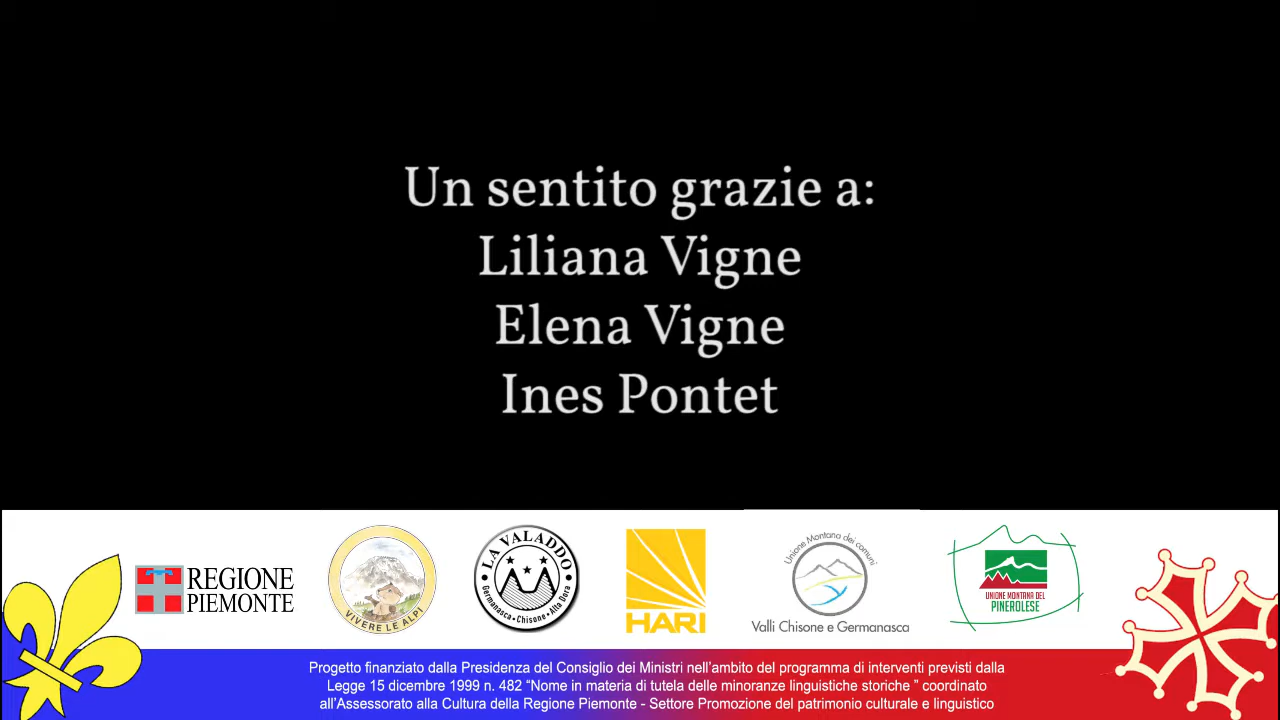 Un sentito grazie a:
Liliana Vigne
Elena Vigne
Ines Pontet
REGIONE
PIEMONTE
VIVERE LE ALPI
• LA VALADDO •
Germanasca • Chisone • Alta Dora
HARI
Unione Montana dei comuni
Valli Chisone e Germanasca
UNIONE MONTANA DEL
PINEROLESE
Progetto finanziato dalla Presidenza del Consiglio dei Ministri nell'ambito del programma di interventi previsti dalla
Legge 15 dicembre 1999 n. 482 “Nome in materia di tutela delle minoranze linguistiche storiche ” coordinato
all'Assessorato alla Cultura della Regione Piemonte - Settore Promozione del patrimonio culturale e linguistico